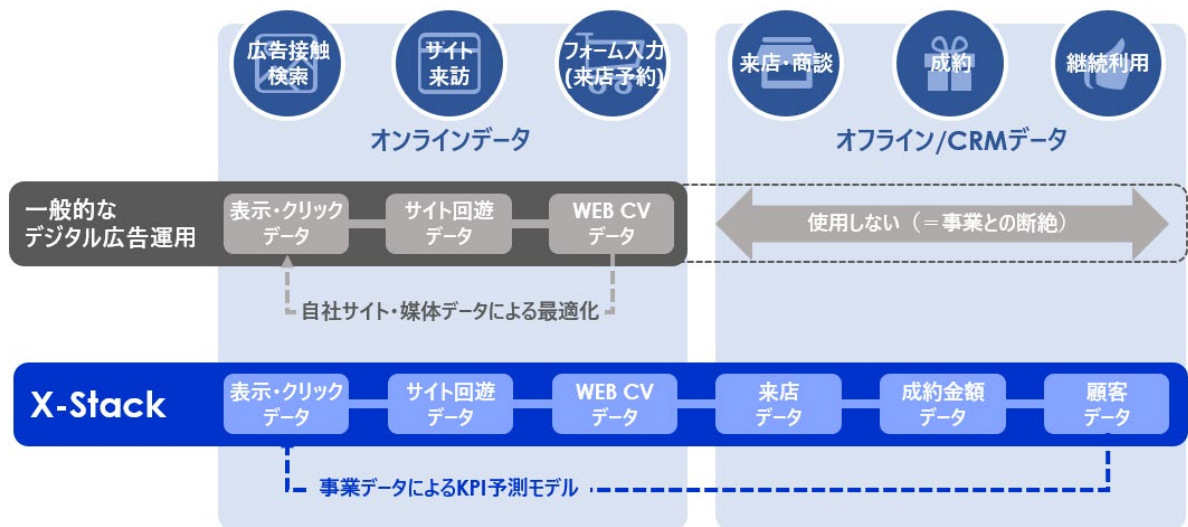 広告接触
検索
サイト
来訪
フォーム入力
(来店予約)
来店・商談
成約
継続利用
オンラインデータ
オフライン/CRMデータ
一般的な
デジタル広告運用
表示・クリック
データ
サイト回遊
データ
WEB CV
データ
使用しない（＝事業との断絶）
自社サイト・媒体データによる最適化
X-Stack
表示・クリック
データ
サイト回遊
データ
WEB CV
データ
来店
データ
成約金額
データ
顧客
データ
事業データによるKPI予測モデル